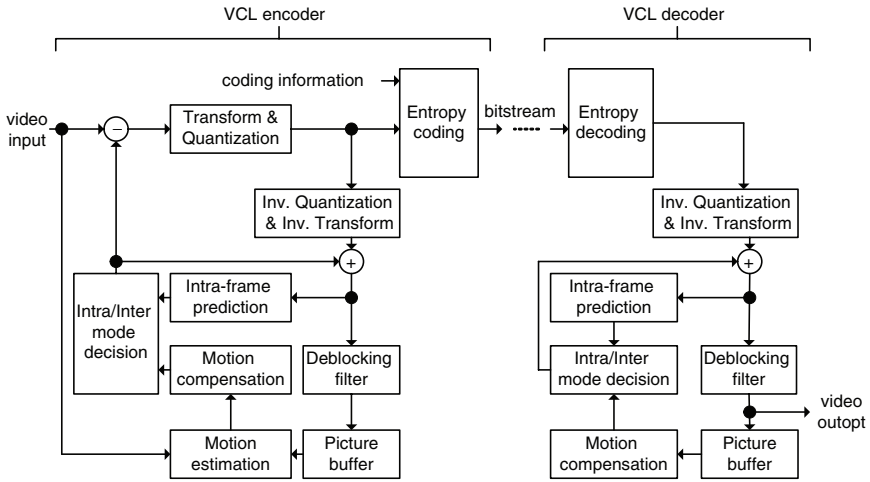 VCL encoder
VCL decoder
coding information
video
input
−
Transform &
Quantization
Entropy
coding
bitstream
Entropy
decoding
Inv. Quantization
& Inv. Transform
Inv. Quantization
& Inv. Transform
+
+
Intra/Inter
mode
decision
Intra-frame
prediction
Intra-frame
prediction
Motion
compensation
Deblocking
filter
Intra/Inter
mode decision
Deblocking
filter
video
outopt
Motion
estimation
Picture
buffer
Motion
compensation
Picture
buffer